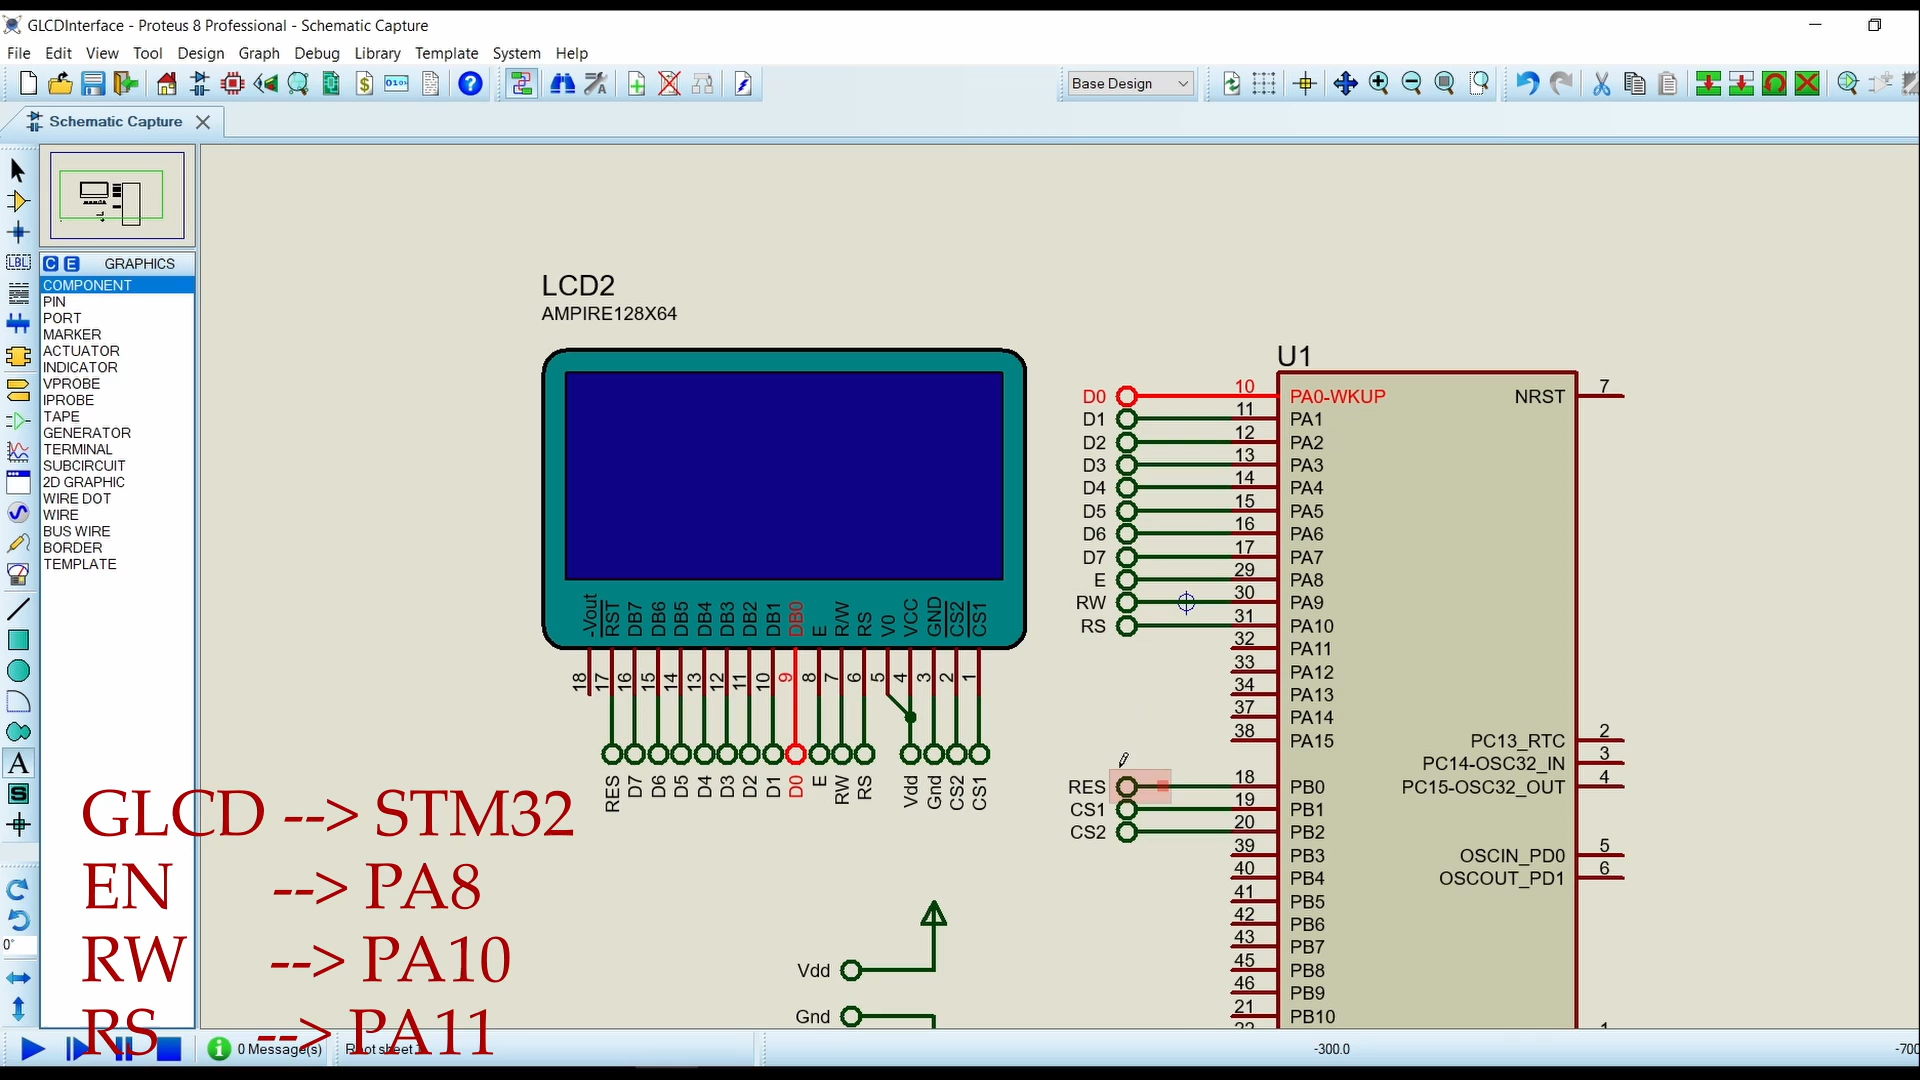 GLCDInterface - Proteus 8 Professional - Schematic Capture
File Edit View Tool Design Graph Debug Library Template System Help
Base Design
Schematic Capture
C E GRAPHICS
COMPONENT
PIN
PORT
MARKER
ACTUATOR
INDICATOR
VPROBE
IPROBE
TAPE
GENERATOR
TERMINAL
SUBCIRCUIT
2D GRAPHIC
WIRE DOT
WIRE
BUS WIRE
BORDER
TEMPLATE
LBL
A
S
0°
LCD2
AMPIRE128X64
-Vout RST DB7 DB6 DB5 DB4 DB3 DB2 DB1 DB0 E R/W RS V0 VCC GND CS2 CS1
18 17 16 15 14 13 12 11 10 9 8 7 6 5 4 3 2 1
RES D7 D6 D5 D4 D3 D2 D1 D0 E RW RS Vdd Gnd CS2 CS1
U1
D0 10 PA0-WKUP NRST 7
D1 11 PA1
D2 12 PA2
D3 13 PA3
D4 14 PA4
D5 15 PA5
D6 16 PA6
D7 17 PA7
E 29 PA8
RW 30 PA9
RS 31 PA10
32 PA11
33 PA12
34 PA13
37 PA14
38 PA15 PC13_RTC 2
PC14-OSC32_IN 3
RES 18 PB0 PC15-OSC32_OUT 4
CS1 19 PB1
CS2 20 PB2
39 PB3 OSCIN_PD0 5
40 PB4 OSCOUT_PD1 6
41 PB5
42 PB6
43 PB7
45 PB8
46 PB9
21 PB10
Vdd
Gnd
GLCD --> STM32
EN --> PA8
RW --> PA10
RS --> PA11
0 Message(s) Root sheet -300.0 -700